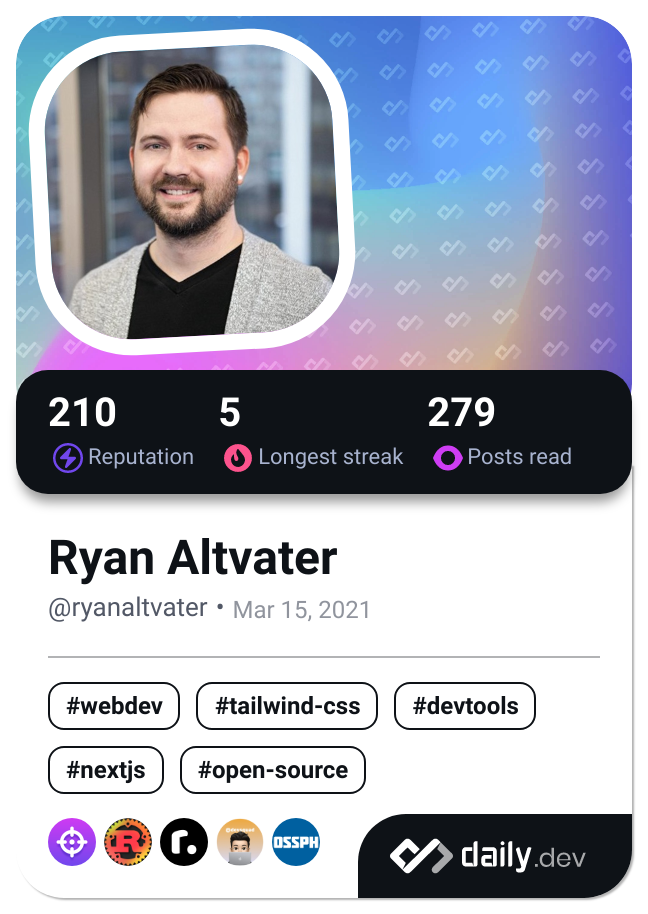 210 5 279
Reputation Longest streak Posts read
Ryan Altvater
@ryanaltvater • Mar 15, 2021
#webdev #tailwind-css #devtools
#nextjs #open-source
R r. OSSPH
daily.dev